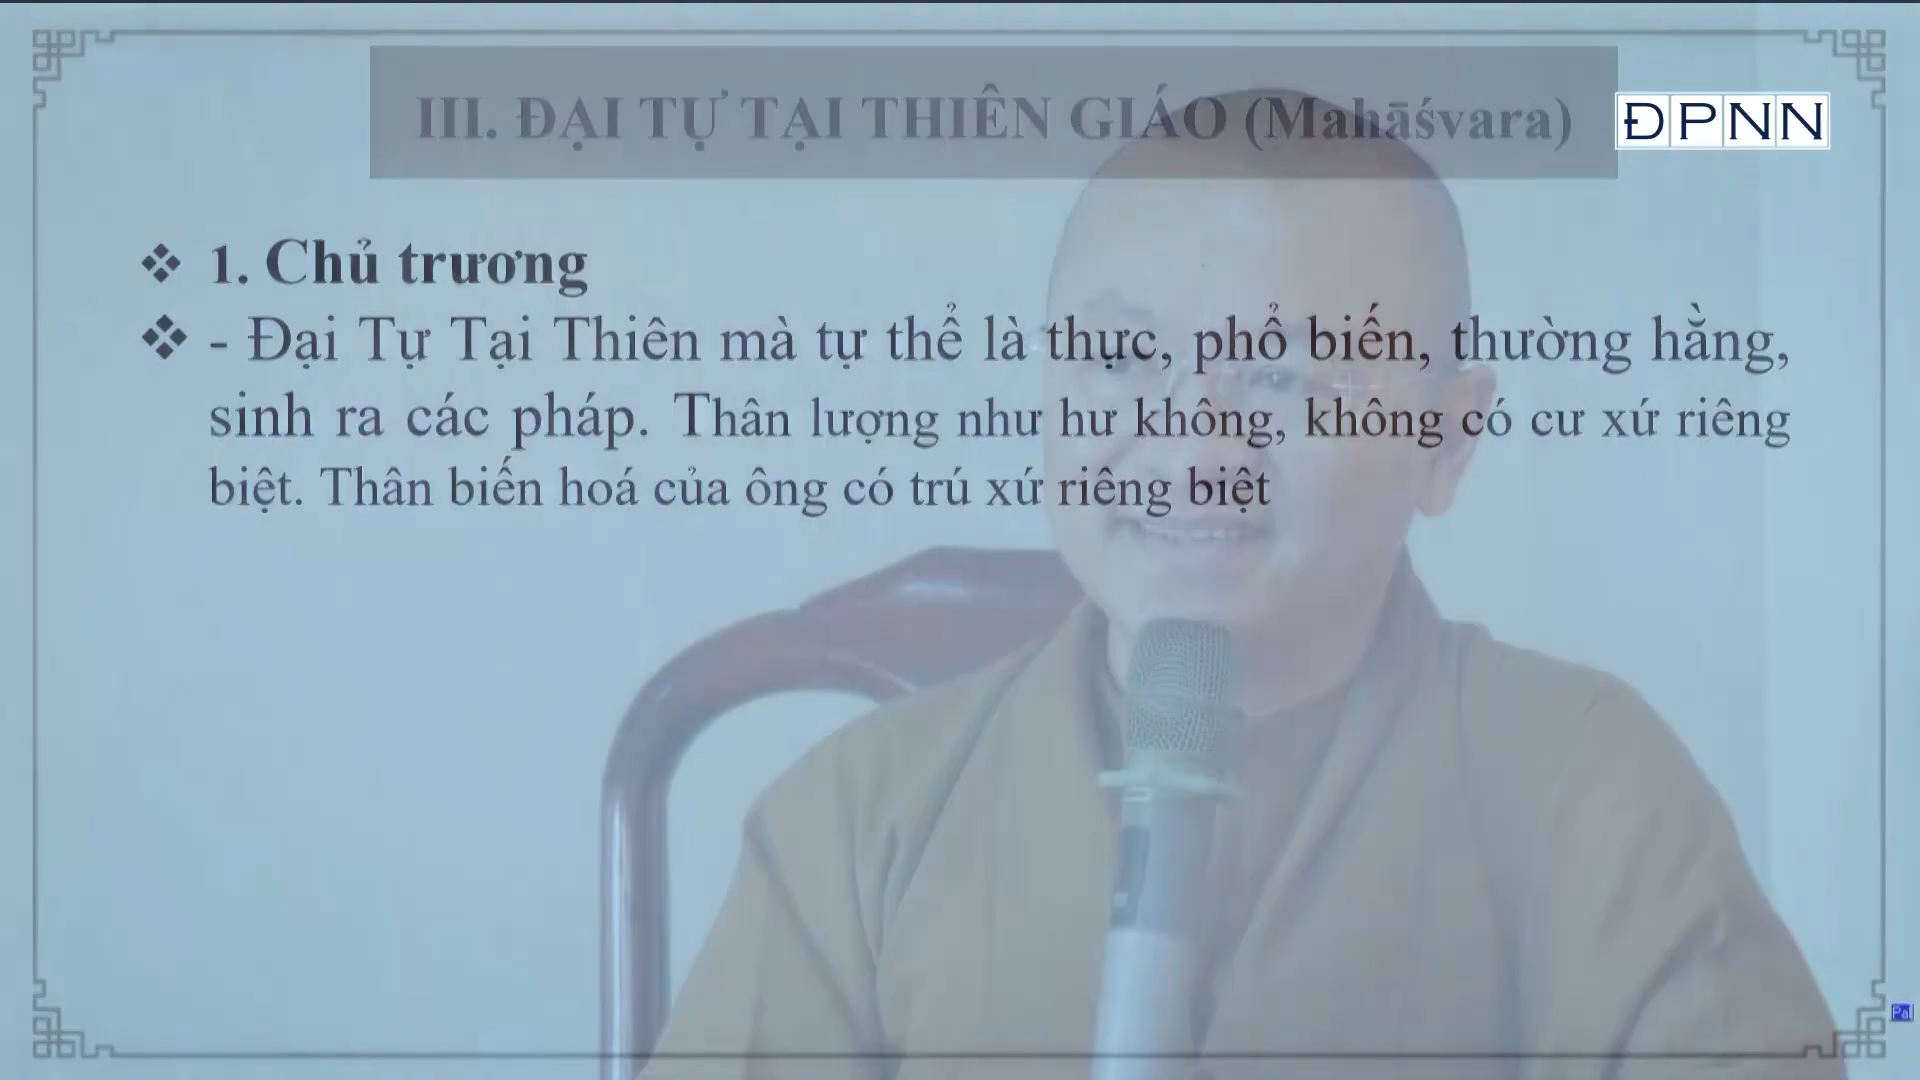 III. ĐẠI TỰ TẠI THIÊN GIÁO (Mahāśvara)
ĐPNN
1. Chủ trương
- Đại Tự Tại Thiên mà tự thể là thực, phổ biến, thường hằng,
sinh ra các pháp. Thân lượng như hư không, không có cư xứ riêng
biệt. Thân biến hoá của ông có trú xứ riêng biệt